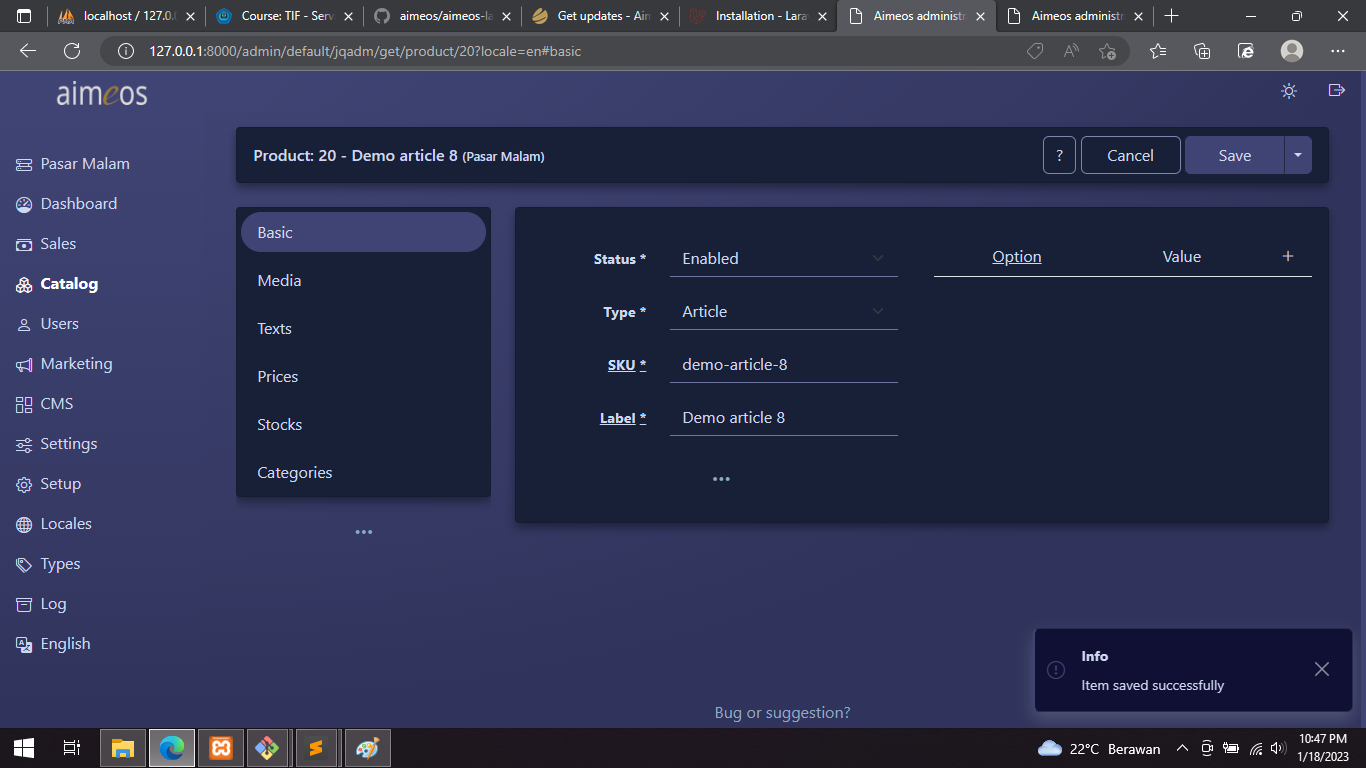 localhost / 127.0.0
Course: TIF - Serv
aimeos/aimeos-la
Get updates - Aim
Installation - Lara
Aimeos administr
Aimeos administr
127.0.0.1:8000/admin/default/jqadm/get/product/20?locale=en#basic
aimeos
Product: 20 - Demo article 8 (Pasar Malam)
?
Cancel
Save
Pasar Malam
Dashboard
Sales
Catalog
Users
Marketing
CMS
Settings
Setup
Locales
Types
Log
English
Basic
Media
Texts
Prices
Stocks
Categories
•••
Status * Enabled
Type * Article
SKU * demo-article-8
Label * Demo article 8
•••
Option Value +
Info
Item saved successfully
Bug or suggestion?
22°C Berawan
10:47 PM
1/18/2023